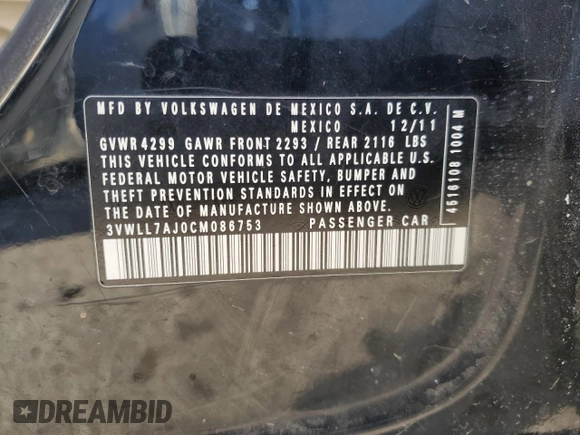 MFD BY VOLKSWAGEN DE MEXICO S.A. DE C.V.
MEXICO 12/11
GVWR 4299 GAWR FRONT 2293 / REAR 2116 LBS
THIS VEHICLE CONFORMS TO ALL APPLICABLE U.S.
FEDERAL MOTOR VEHICLE SAFETY, BUMPER AND
THEFT PREVENTION STANDARDS IN EFFECT ON
THE DATE OF MANUFACTURE SHOWN ABOVE.
3VWLL7AJ0CM086753 PASSENGER CAR
4516108 1004 M
DREAMBID